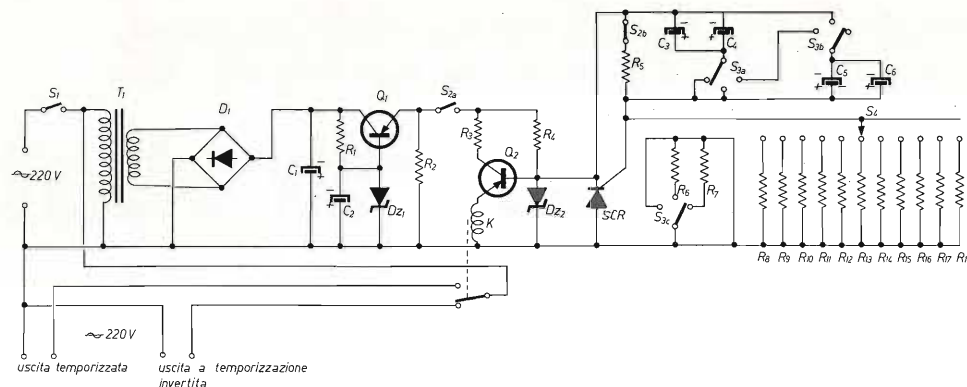 S1
T1
D1
Q1
S2a
S2b
C3
C4
S3a
S3b
R5
C5
C6
S4
~220V
C1
R1
C2
DZ1
R2
R3
R4
Q2
K
DZ2
SCR
R6
R7
S3c
R8 R9 R10 R11 R12 R13 R14 R15 R16 R17
~220V
uscita temporizzata
uscita a temporizzazione
invertita